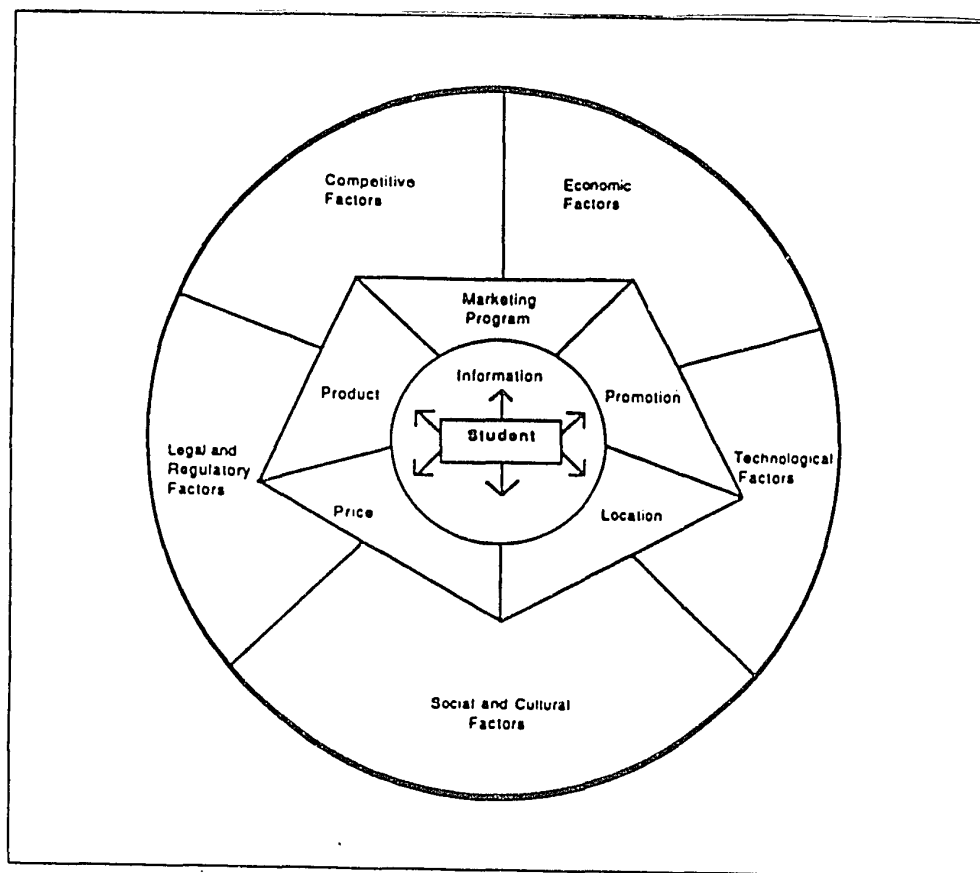 Competitive
Factors
Economic
Factors
Marketing
Program
Information
Product
Promotion
Student
Legal and
Regulatory
Factors
Technological
Factors
Price
Location
Social and Cultural
Factors